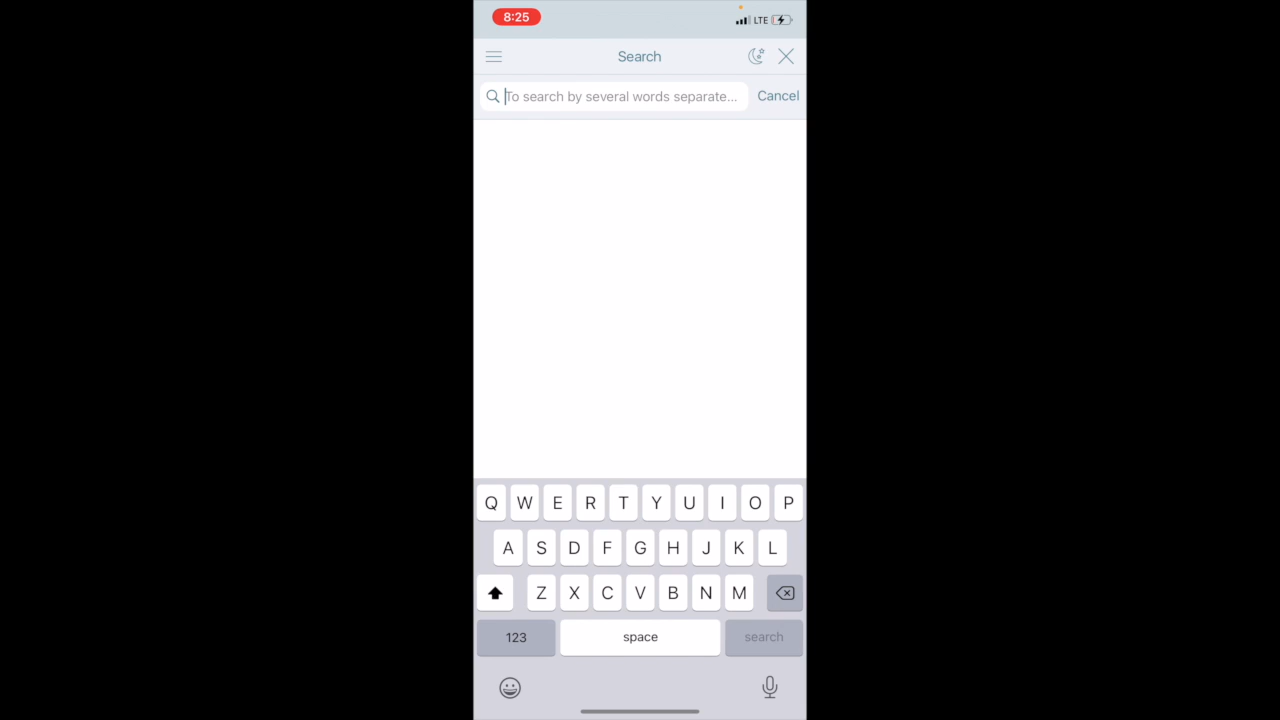 8:25
LTE
Search
To search by several words separate...
Cancel
Q W E R T Y U I O P
A S D F G H J K L
Z X C V B N M
123 space search